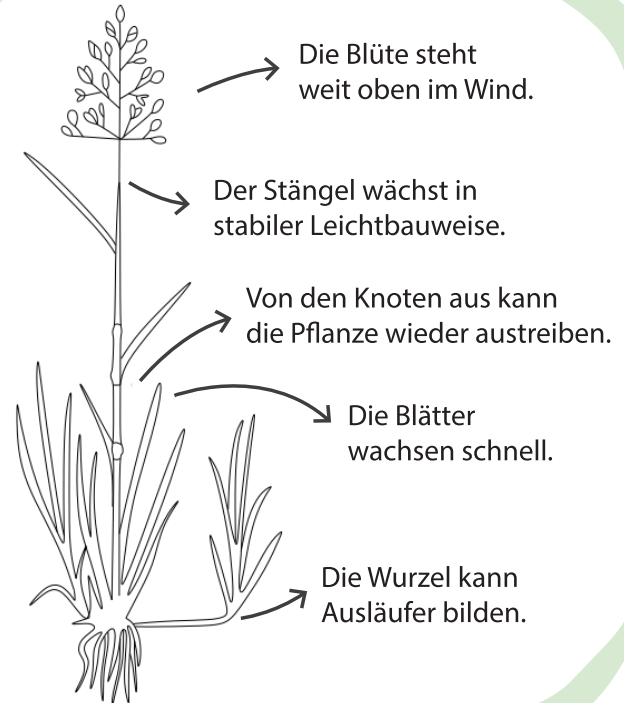 Die Blüte steht
weit oben im Wind.
Der Stängel wächst in
stabiler Leichtbauweise.
Von den Knoten aus kann
die Pflanze wieder austreiben.
Die Blätter
wachsen schnell.
Die Wurzel kann
Ausläufer bilden.